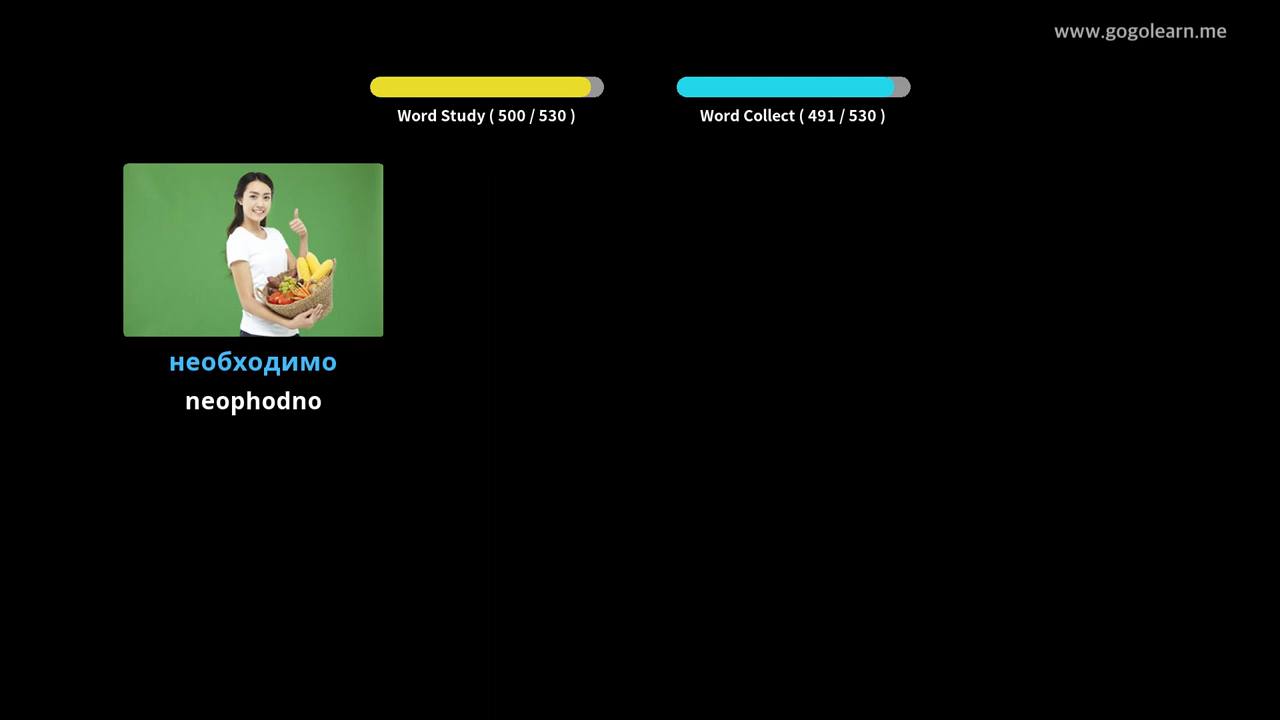 www.gogolearn.me
Word Study ( 500 / 530 )
Word Collect ( 491 / 530 )
необходимо
neophodno